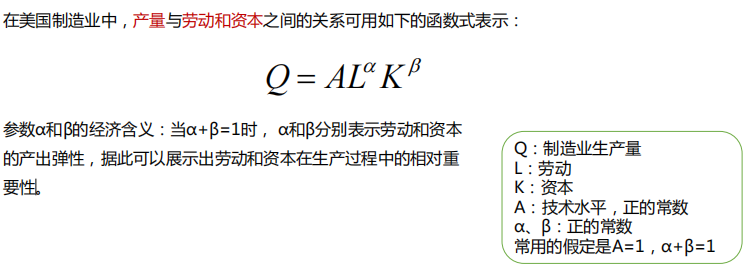 在美国制造业中，产量与劳动和资本之间的关系可用如下的函数式表示：
Q = AL^α K^β
参数α和β的经济含义：当α+β=1时， α和β分别表示劳动和资本
的产出弹性，据此可以展示出劳动和资本在生产过程中的相对重
要性。
Q：制造业生产量
L：劳动
K：资本
A：技术水平，正的常数
α、β：正的常数
常用的假定是A=1，α+β=1